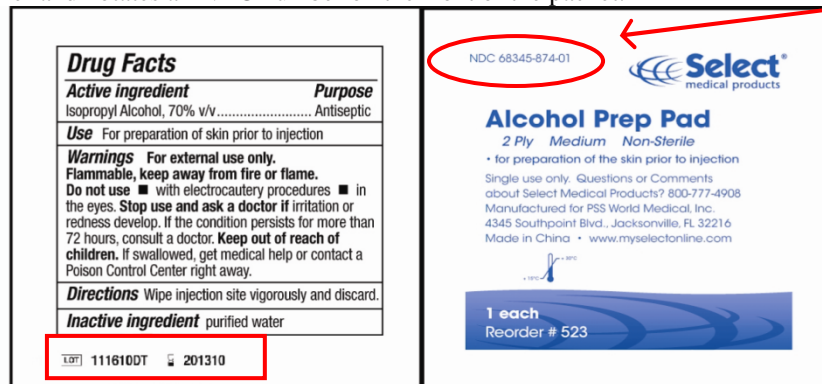 Drug Facts
Active ingredient Purpose
Isopropyl Alcohol, 70% v/v......................... Antiseptic
Use For preparation of skin prior to injection
Warnings For external use only.
Flammable, keep away from fire or flame.
Do not use ■ with electrocautery procedures ■ in
the eyes. Stop use and ask a doctor if irritation or
redness develop. If the condition persists for more than
72 hours, consult a doctor. Keep out of reach of
children. If swallowed, get medical help or contact a
Poison Control Center right away.
Directions Wipe injection site vigorously and discard.
Inactive ingredient purified water
LOT 111610DT 201310
NDC 68345-874-01
Select®
medical products
Alcohol Prep Pad
2 Ply Medium Non-Sterile
• for preparation of the skin prior to injection
Single use only. Questions or Comments
about Select Medical Products? 800-777-4908
Manufactured for PSS World Medical, Inc.
4345 Southpoint Blvd., Jacksonville, FL 32216
Made in China • www.myselectonline.com
1 each
Reorder # 523